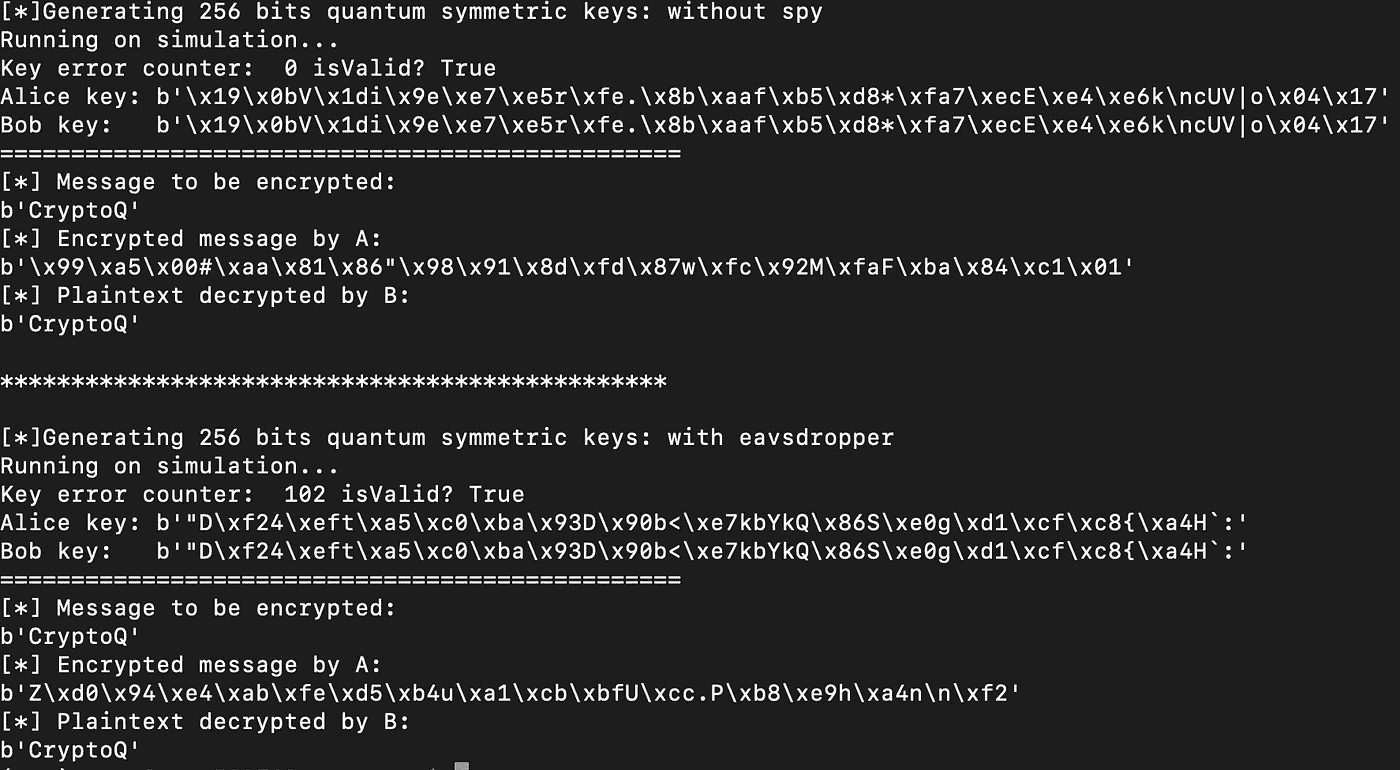 [*]Generating 256 bits quantum symmetric keys: without spy
Running on simulation...
Key error counter:  0 isValid? True
Alice key: b'\x19\x0bV\x1di\x9e\xe7\xe5r\xfe.\x8b\xaaf\xb5\xd8*\xfa7\xecE\xe4\xe6k\ncUV|o\x04\x17'
Bob key:   b'\x19\x0bV\x1di\x9e\xe7\xe5r\xfe.\x8b\xaaf\xb5\xd8*\xfa7\xecE\xe4\xe6k\ncUV|o\x04\x17'
================================================
[*] Message to be encrypted:
b'CryptoQ'
[*] Encrypted message by A:
b'\x99\xa5\x00#\xaa\x81\x86"\x98\x91\x8d\xfd\x87w\xfc\x92M\xfaF\xba\x84\xc1\x01'
[*] Plaintext decrypted by B:
b'CryptoQ'
***********************************************
[*]Generating 256 bits quantum symmetric keys: with eavsdropper
Running on simulation...
Key error counter:  102 isValid? True
Alice key: b'"D\xf24\xeft\xa5\xc0\xba\x93D\x90b<\xe7kbYkQ\x86S\xe0g\xd1\xcf\xc8{\xa4H`:'
Bob key:   b'"D\xf24\xeft\xa5\xc0\xba\x93D\x90b<\xe7kbYkQ\x86S\xe0g\xd1\xcf\xc8{\xa4H`:'
================================================
[*] Message to be encrypted:
b'CryptoQ'
[*] Encrypted message by A:
b'Z\xd0\x94\xe4\xab\xfe\xd5\xb4u\xa1\xcb\xbfU\xcc.P\xb8\xe9h\xa4n\n\xf2'
[*] Plaintext decrypted by B:
b'CryptoQ'